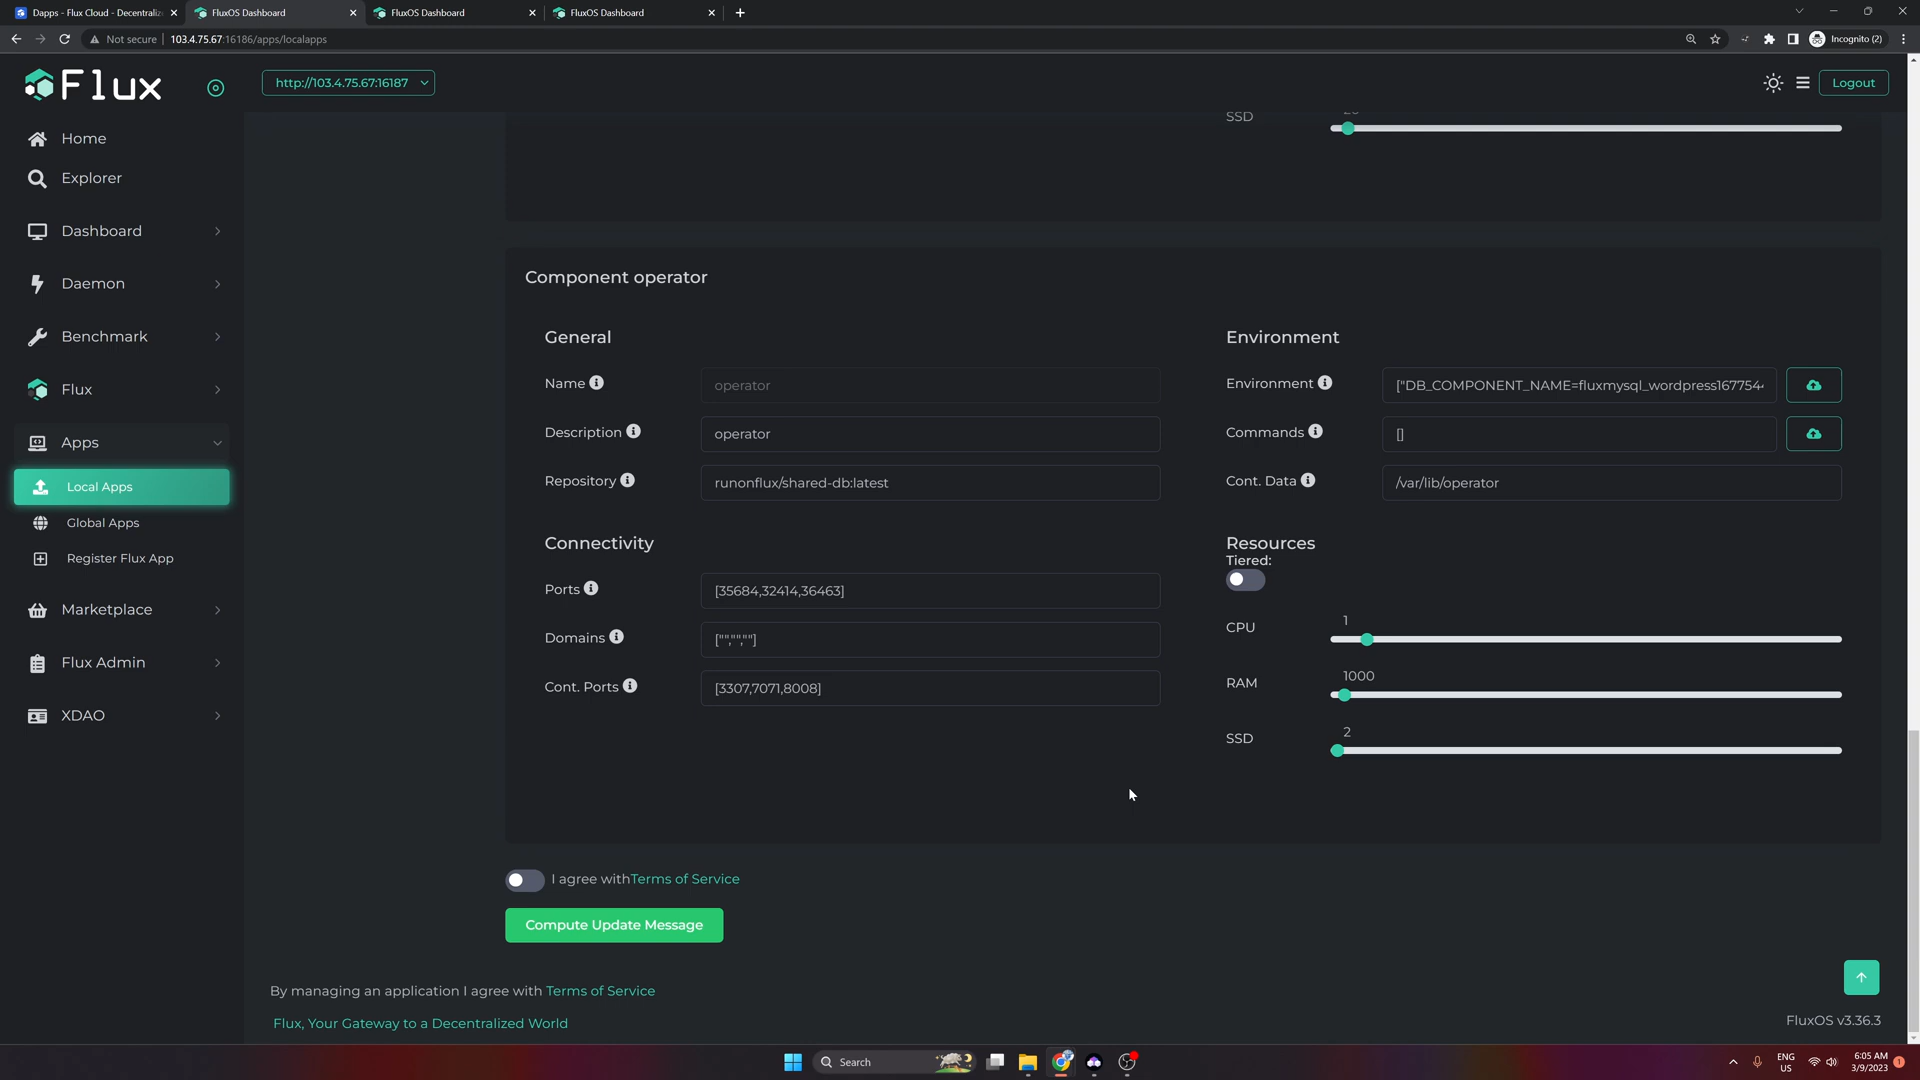 Dapps - Flux Cloud - Decentraliz
FluxOS Dashboard
FluxOS Dashboard
FluxOS Dashboard
Not secure
103.4.75.67:16186/apps/localapps
Incognito (2)
Flux
http://103.4.75.67:16187
Logout
Home
Explorer
Dashboard
Daemon
Benchmark
Flux
Apps
Local Apps
Global Apps
Register Flux App
Marketplace
Flux Admin
XDAO
SSD
Component operator
General
Name
operator
Description
operator
Repository
runonflux/shared-db:latest
Connectivity
Ports
[35684,32414,36463]
Domains
["","",""]
Cont. Ports
[3307,7071,8008]
Environment
Environment
["DB_COMPONENT_NAME=fluxmysql_wordpress167754
Commands
[]
Cont. Data
/var/lib/operator
Resources
Tiered:
CPU
1
RAM
1000
SSD
2
I agree withTerms of Service
Compute Update Message
By managing an application I agree with Terms of Service
Flux, Your Gateway to a Decentralized World
FluxOS v3.36.3
Search
ENG
US
6:05 AM
3/9/2023
1